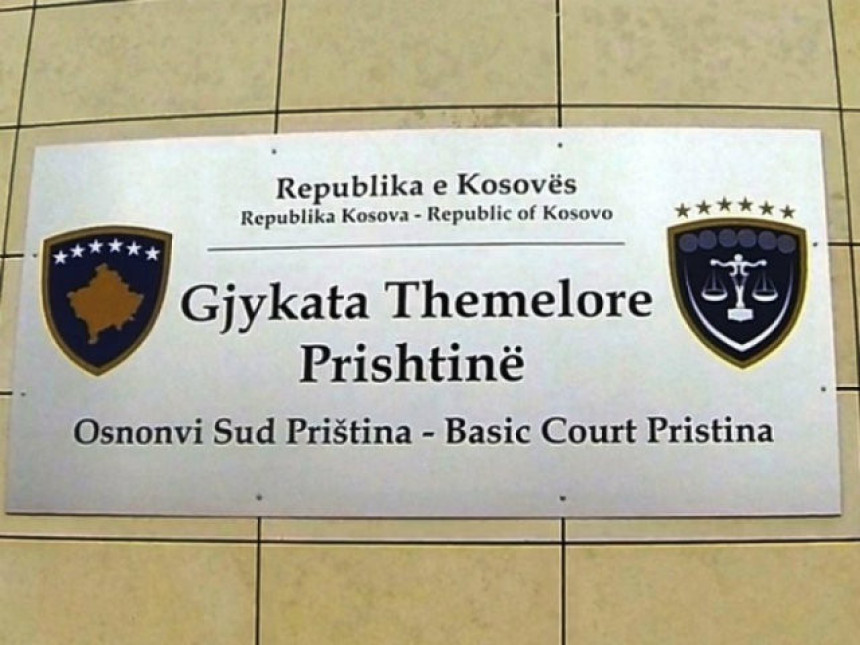 Republika e Kosovës
Republika Kosova - Republic of Kosovo
Gjykata Themelore
Prishtinë
Osnonvi Sud Priština - Basic Court Pristina